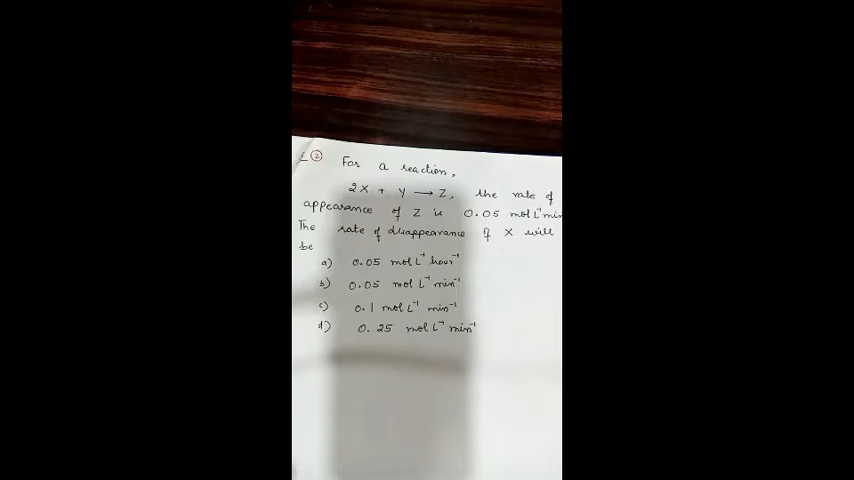 ② For a reaction,
2X + Y → Z, the rate of
appearance of Z is 0.05 mol L⁻¹ min
The rate of disappearance of X will
be
a) 0.05 mol L⁻¹ hour⁻¹
b) 0.05 mol L⁻¹ min⁻¹
c) 0.1 mol L⁻¹ min⁻¹
d) 0.25 mol L⁻¹ min⁻¹